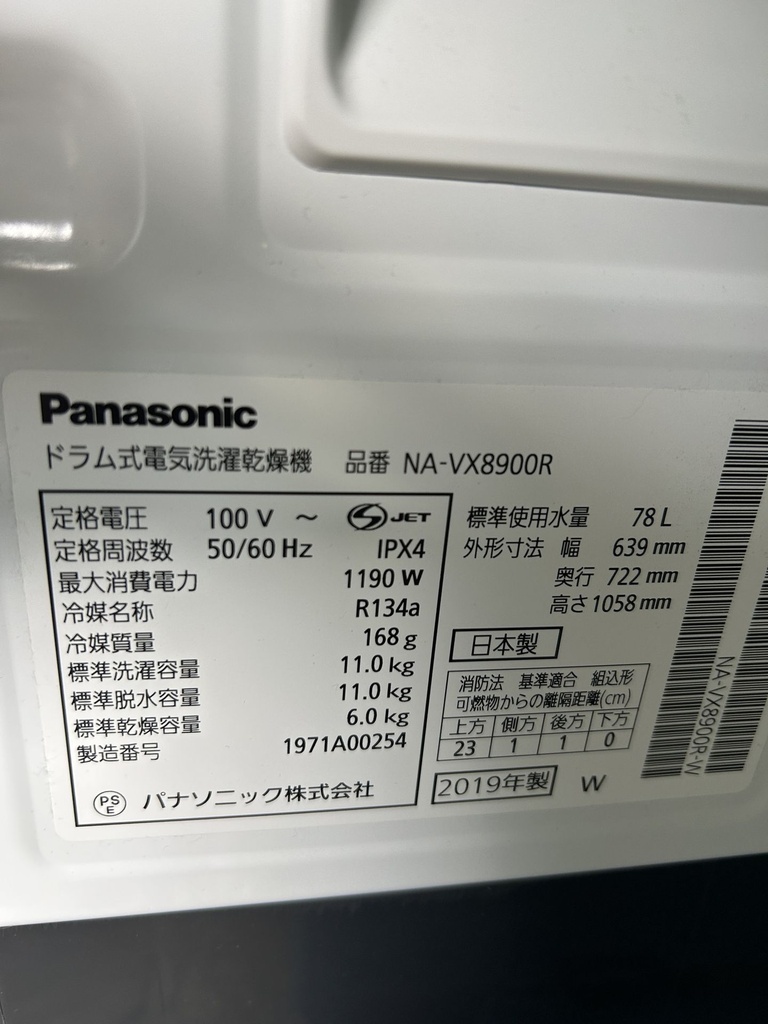 Panasonic
ドラム式電気洗濯乾燥機 品番 NA-VX8900R
定格電圧 100 V ～ S JET
定格周波数 50/60 Hz IPX4
最大消費電力 1190 W
冷媒名称 R134a
冷媒質量 168 g
標準洗濯容量 11.0 kg
標準脱水容量 11.0 kg
標準乾燥容量 6.0 kg
製造番号 1971A00254
PSE パナソニック株式会社
標準使用水量 78 L
外形寸法 幅 639 mm
奥行 722 mm
高さ 1058 mm
日本製
消防法 基準適合 組込形
可燃物からの離隔距離(cm)
上方 側方 後方 下方
23 1 1 0
2019年製 W
NA-VX8900R-W